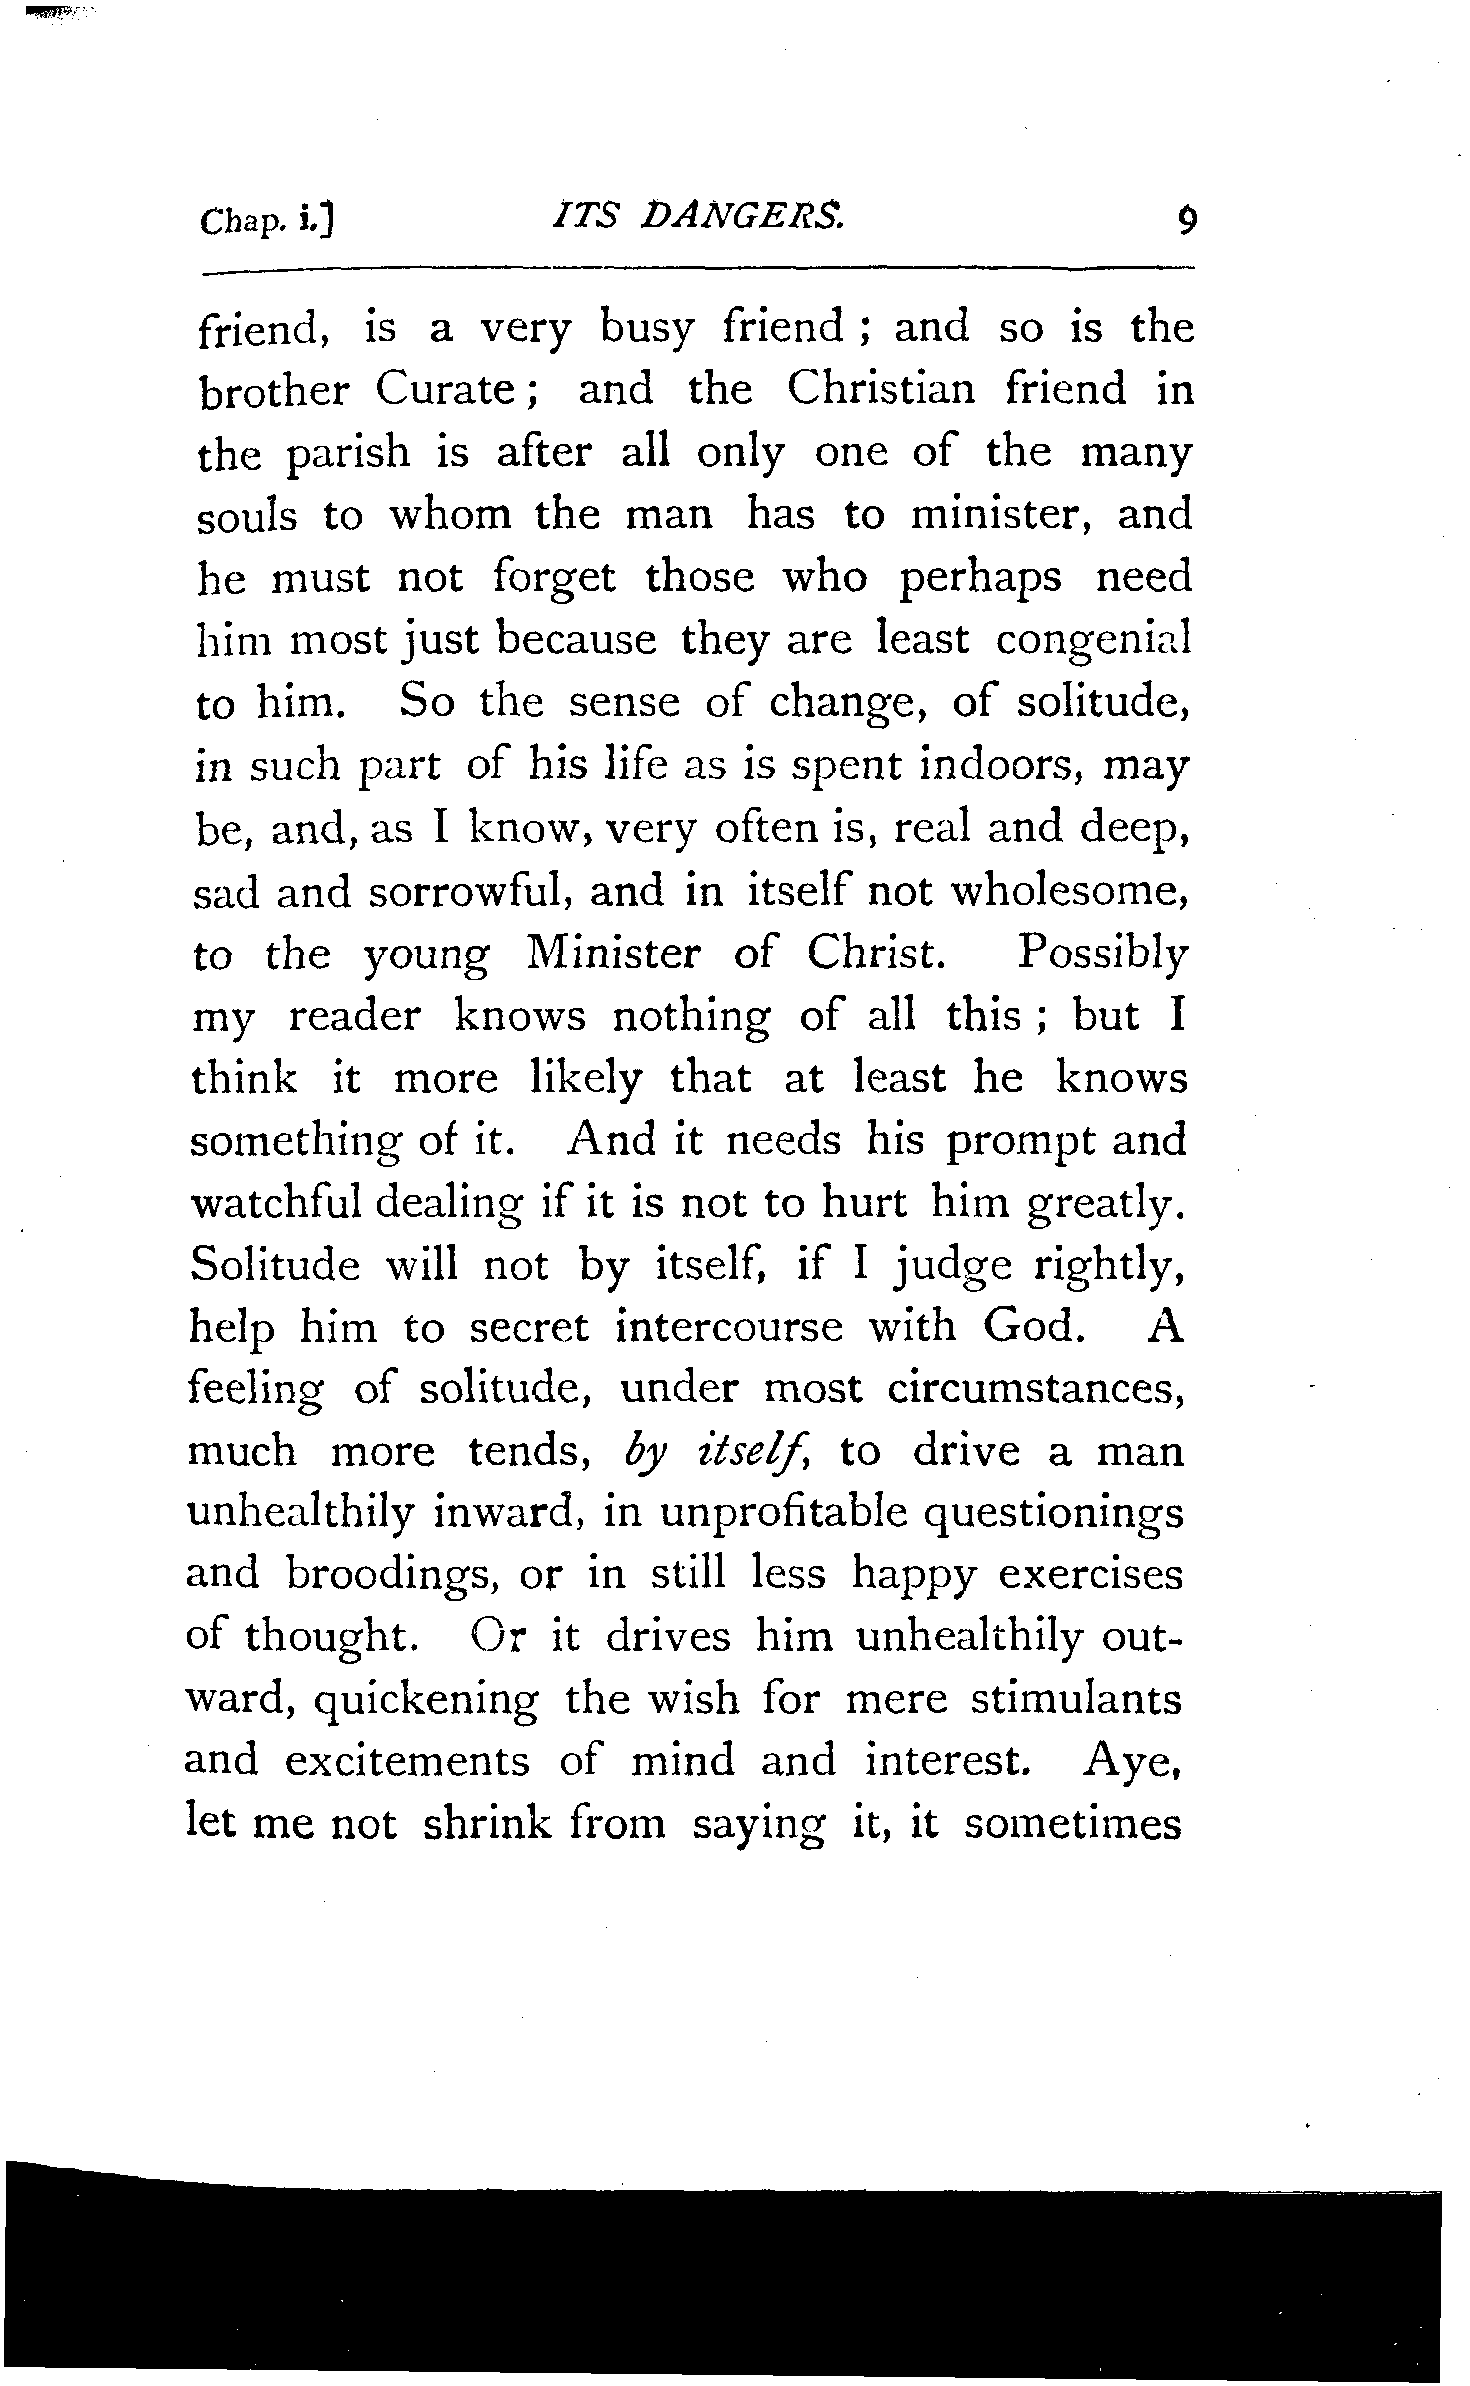 Chap. i.] ITS DANGERS. 9
friend, is a very busy friend ; and so is the
brother Curate ; and the Christian friend in
the parish is after all only one of the many
souls to whom the man has to minister, and
he must not forget those who perhaps need
him most just because they are least congenial
to him. So the sense of change, of solitude,
in such part of his life as is spent indoors, may
be, and, as I know, very often is, real and deep,
sad and sorrowful, and in itself not wholesome,
to the young Minister of Christ. Possibly
my reader knows nothing of all this ; but I
think it more likely that at least he knows
something of it. And it needs his prompt and
watchful dealing if it is not to hurt him greatly.
Solitude will not by itself, if I judge rightly,
help him to secret intercourse with God. A
feeling of solitude, under most circumstances,
much more tends, by itself, to drive a man
unhealthily inward, in unprofitable questionings
and broodings, or in still less happy exercises
of thought. Or it drives him unhealthily out-
ward, quickening the wish for mere stimulants
and excitements of mind and interest. Aye,
let me not shrink from saying it, it sometimes